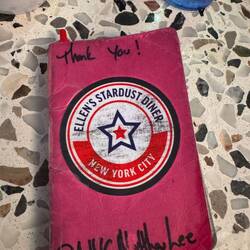 Thank You!
ELLEN'S STARDUST DINER
NEW YORK CITY